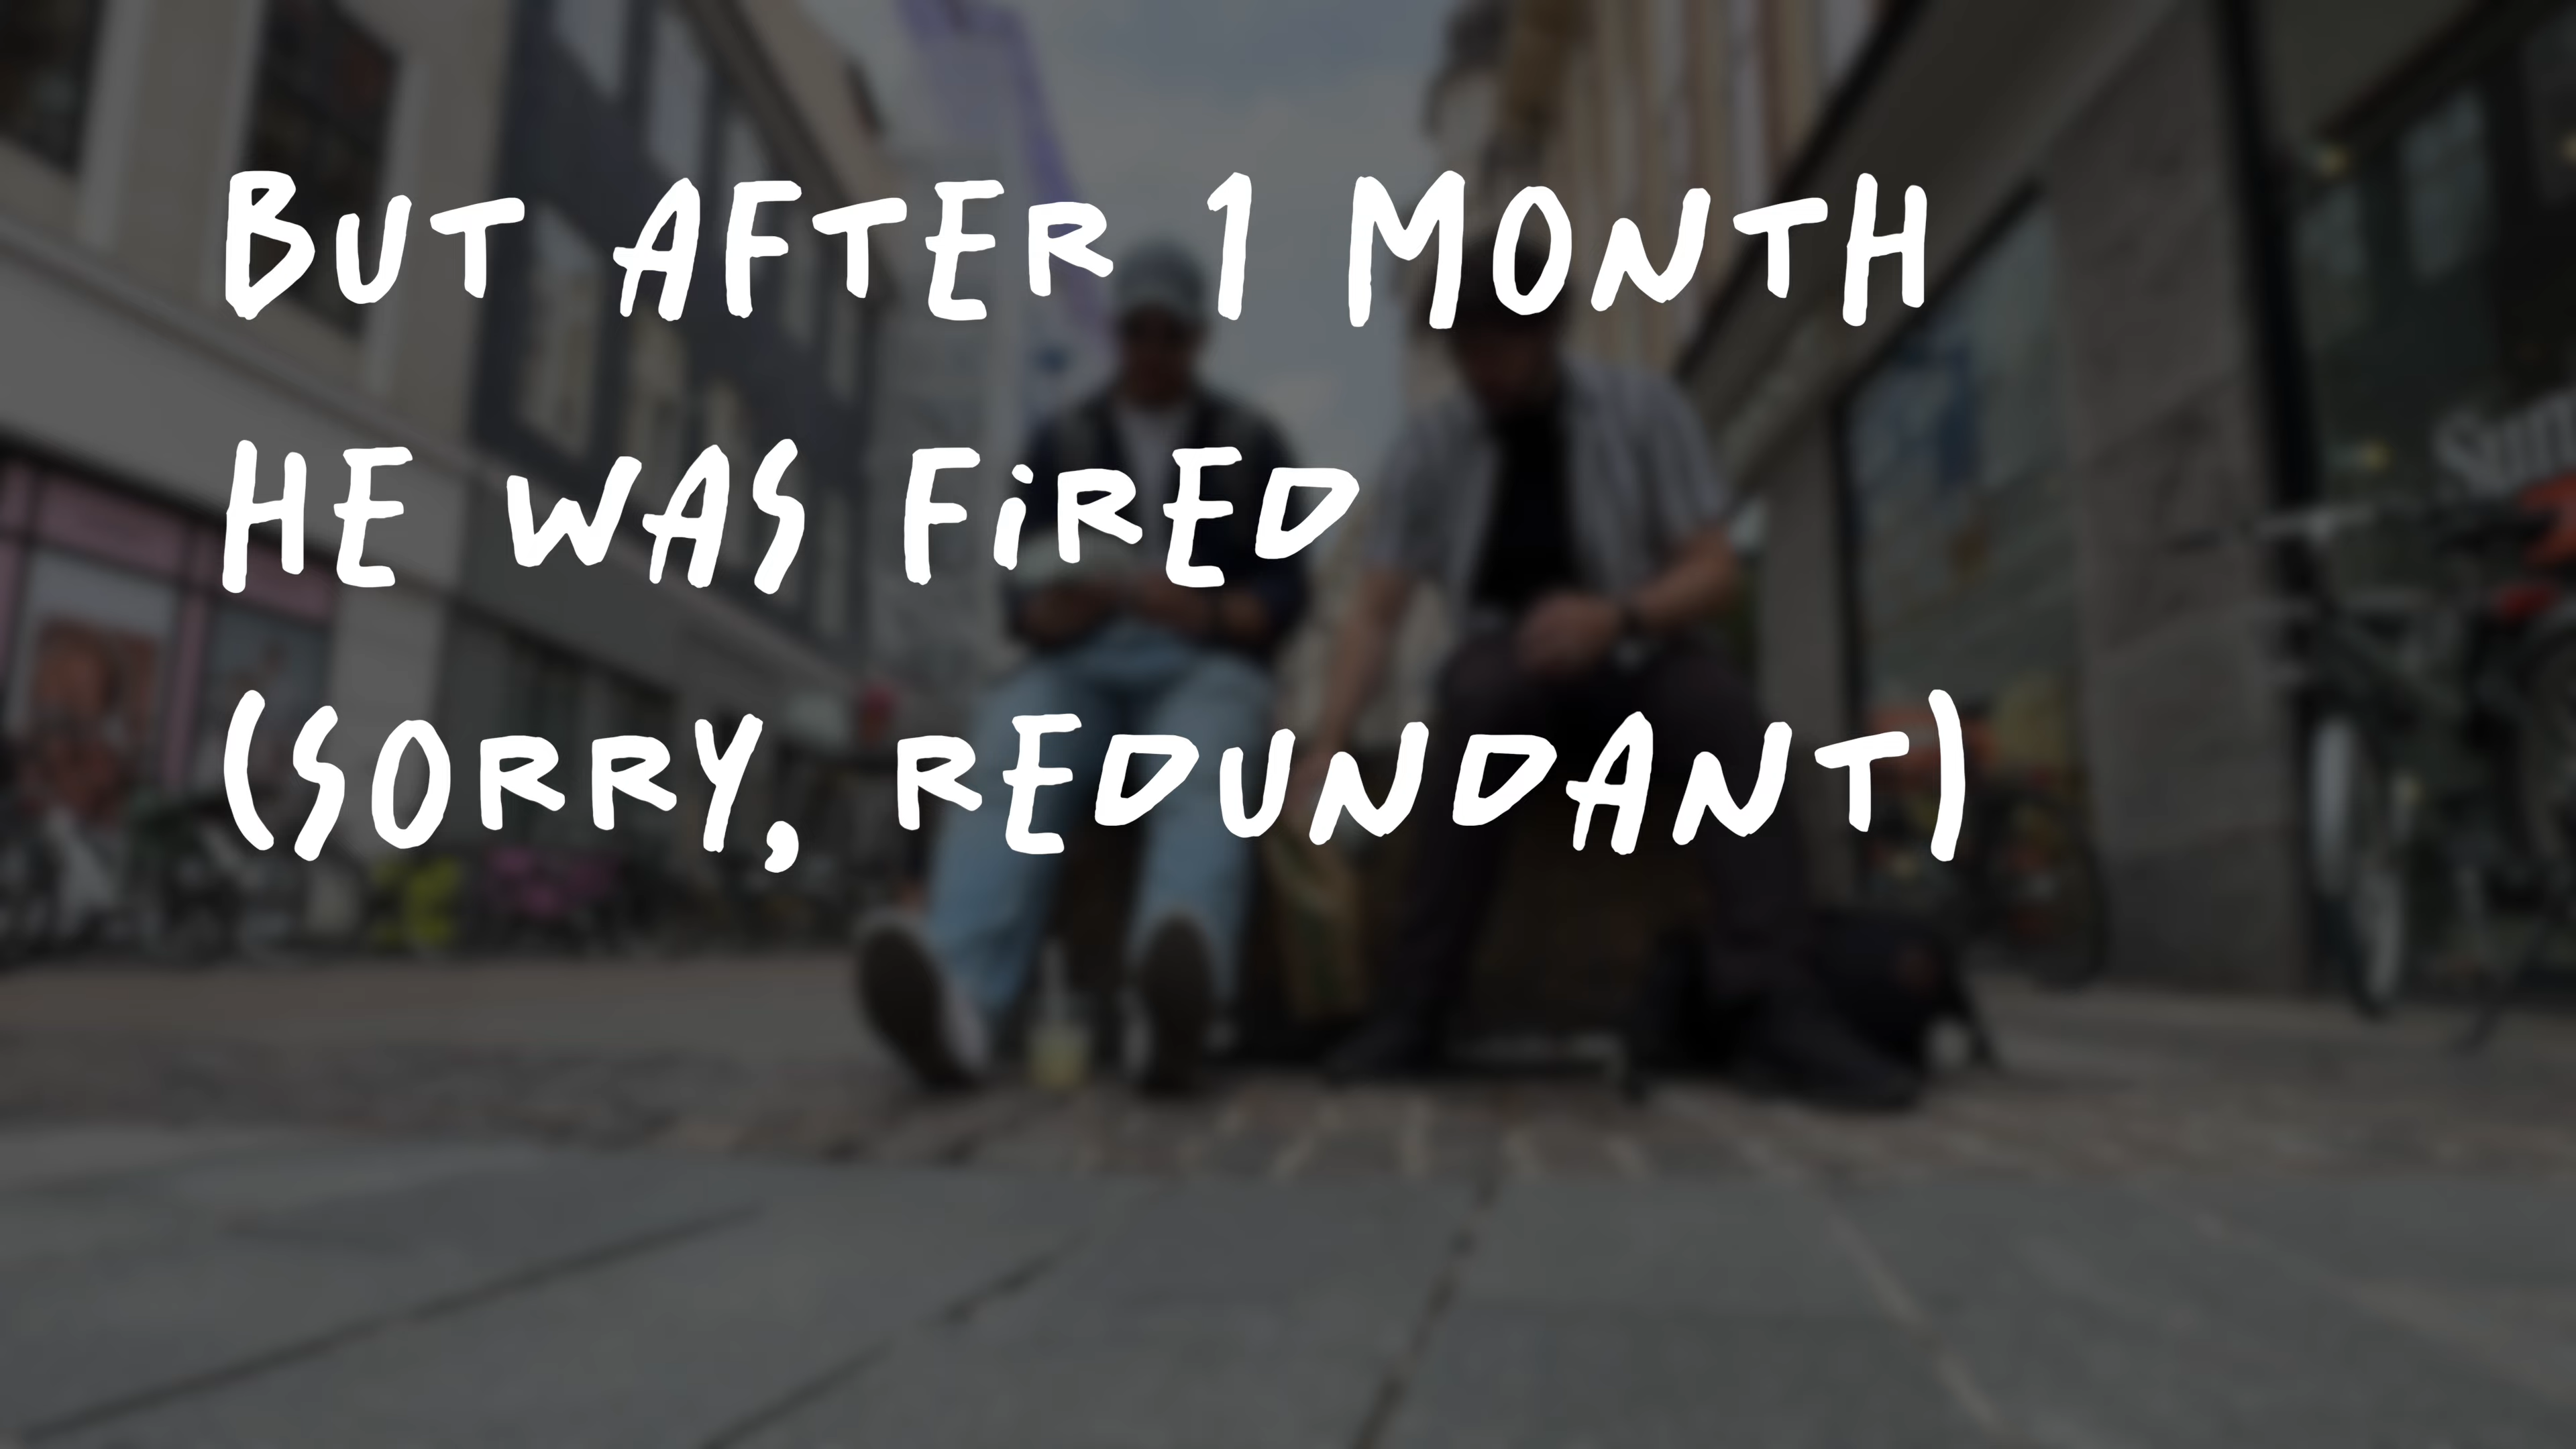 BUT AFTER 1 MONTH
HE WAS FIRED
(SORRY, REDUNDANT)